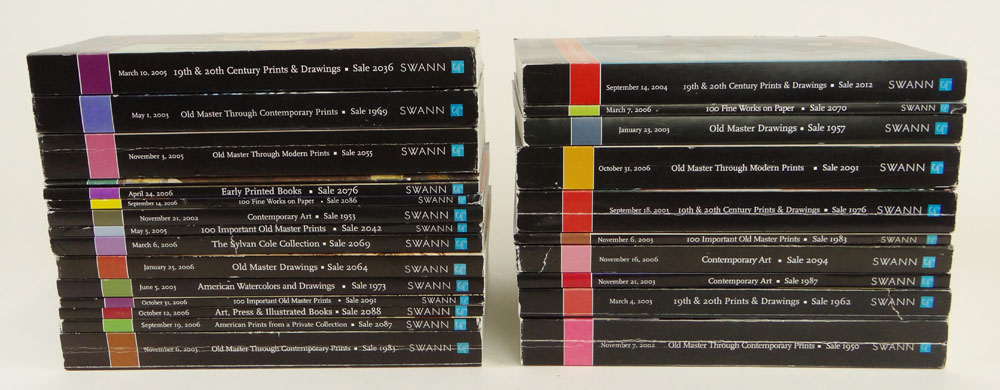 March 10, 2005 19th & 20th Century Prints & Drawings ▪ Sale 2036 SWANN
May 1, 2003 Old Master Through Contemporary Prints ▪ Sale 1969 SWANN
November 3, 2005 Old Master Through Modern Prints ▪ Sale 2055 SWANN
April 24, 2006 Early Printed Books ▪ Sale 2076 SWANN
September 14, 2006 100 Fine Works on Paper ▪ Sale 2086 SWANN
November 21, 2002 Contemporary Art ▪ Sale 1953 SWANN
May 5, 2005 100 Important Old Master Prints ▪ Sale 2042 SWANN
March 6, 2006 The Sylvan Cole Collection ▪ Sale 2069 SWANN
January 25, 2006 Old Master Drawings ▪ Sale 2064 SWANN
June 5, 2003 American Watercolors and Drawings ▪ Sale 1973 SWANN
October 31, 2006 100 Important Old Master Prints ▪ Sale 2091 SWANN
October 12, 2006 Art, Press & Illustrated Books ▪ Sale 2088 SWANN
September 19, 2006 American Prints from a Private Collection ▪ Sale 2087 SWANN
November 6, 2003 Old Master Through Contemporary Prints ▪ Sale 1983 SWANN
September 14, 2004 19th & 20th Century Prints & Drawings ▪ Sale 2012 SWANN
March 7, 2006 100 Fine Works on Paper ▪ Sale 2070 SWANN
January 23, 2003 Old Master Drawings ▪ Sale 1957 SWANN
October 31, 2006 Old Master Through Modern Prints ▪ Sale 2091 SWANN
September 18, 2003 19th & 20th Century Prints & Drawings ▪ Sale 1976 SWANN
November 6, 2003 100 Important Old Master Prints ▪ Sale 1983 SWANN
November 16, 2006 Contemporary Art ▪ Sale 2094 SWANN
November 21, 2003 Contemporary Art ▪ Sale 1987 SWANN
March 4, 2003 19th & 20th Prints & Drawings ▪ Sale 1962 SWANN
November 7, 2002 Old Master Through Contemporary Prints ▪ Sale 1950 SWANN